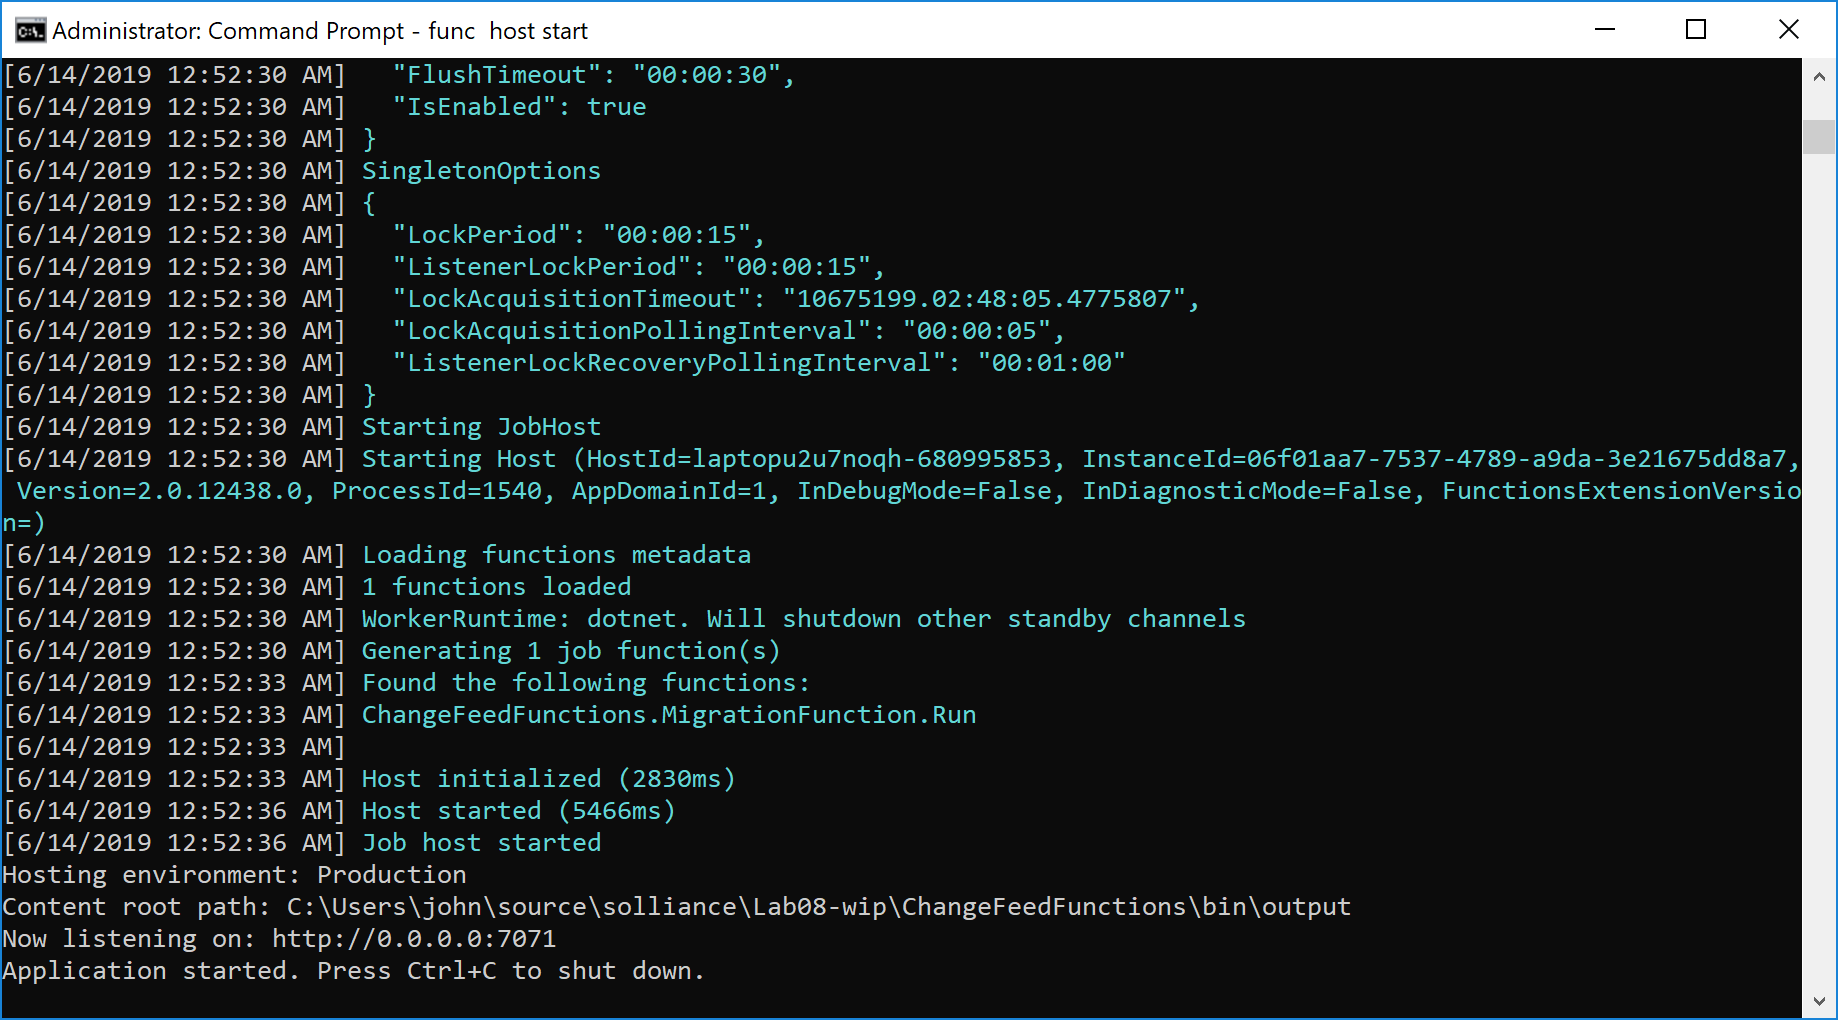 Administrator: Command Prompt - func  host start
[6/14/2019 12:52:30 AM]   "FlushTimeout": "00:00:30",
[6/14/2019 12:52:30 AM]   "IsEnabled": true
[6/14/2019 12:52:30 AM] }
[6/14/2019 12:52:30 AM] SingletonOptions
[6/14/2019 12:52:30 AM] {
[6/14/2019 12:52:30 AM]   "LockPeriod": "00:00:15",
[6/14/2019 12:52:30 AM]   "ListenerLockPeriod": "00:00:15",
[6/14/2019 12:52:30 AM]   "LockAcquisitionTimeout": "10675199.02:48:05.4775807",
[6/14/2019 12:52:30 AM]   "LockAcquisitionPollingInterval": "00:00:05",
[6/14/2019 12:52:30 AM]   "ListenerLockRecoveryPollingInterval": "00:01:00"
[6/14/2019 12:52:30 AM] }
[6/14/2019 12:52:30 AM] Starting JobHost
[6/14/2019 12:52:30 AM] Starting Host (HostId=laptopu2u7noqh-680995853, InstanceId=06f01aa7-7537-4789-a9da-3e21675dd8a7,
 Version=2.0.12438.0, ProcessId=1540, AppDomainId=1, InDebugMode=False, InDiagnosticMode=False, FunctionsExtensionVersio
n=)
[6/14/2019 12:52:30 AM] Loading functions metadata
[6/14/2019 12:52:30 AM] 1 functions loaded
[6/14/2019 12:52:30 AM] WorkerRuntime: dotnet. Will shutdown other standby channels
[6/14/2019 12:52:30 AM] Generating 1 job function(s)
[6/14/2019 12:52:33 AM] Found the following functions:
[6/14/2019 12:52:33 AM] ChangeFeedFunctions.MigrationFunction.Run
[6/14/2019 12:52:33 AM]
[6/14/2019 12:52:33 AM] Host initialized (2830ms)
[6/14/2019 12:52:36 AM] Host started (5466ms)
[6/14/2019 12:52:36 AM] Job host started
Hosting environment: Production
Content root path: C:\Users\john\source\solliance\Lab08-wip\ChangeFeedFunctions\bin\output
Now listening on: http://0.0.0.0:7071
Application started. Press Ctrl+C to shut down.